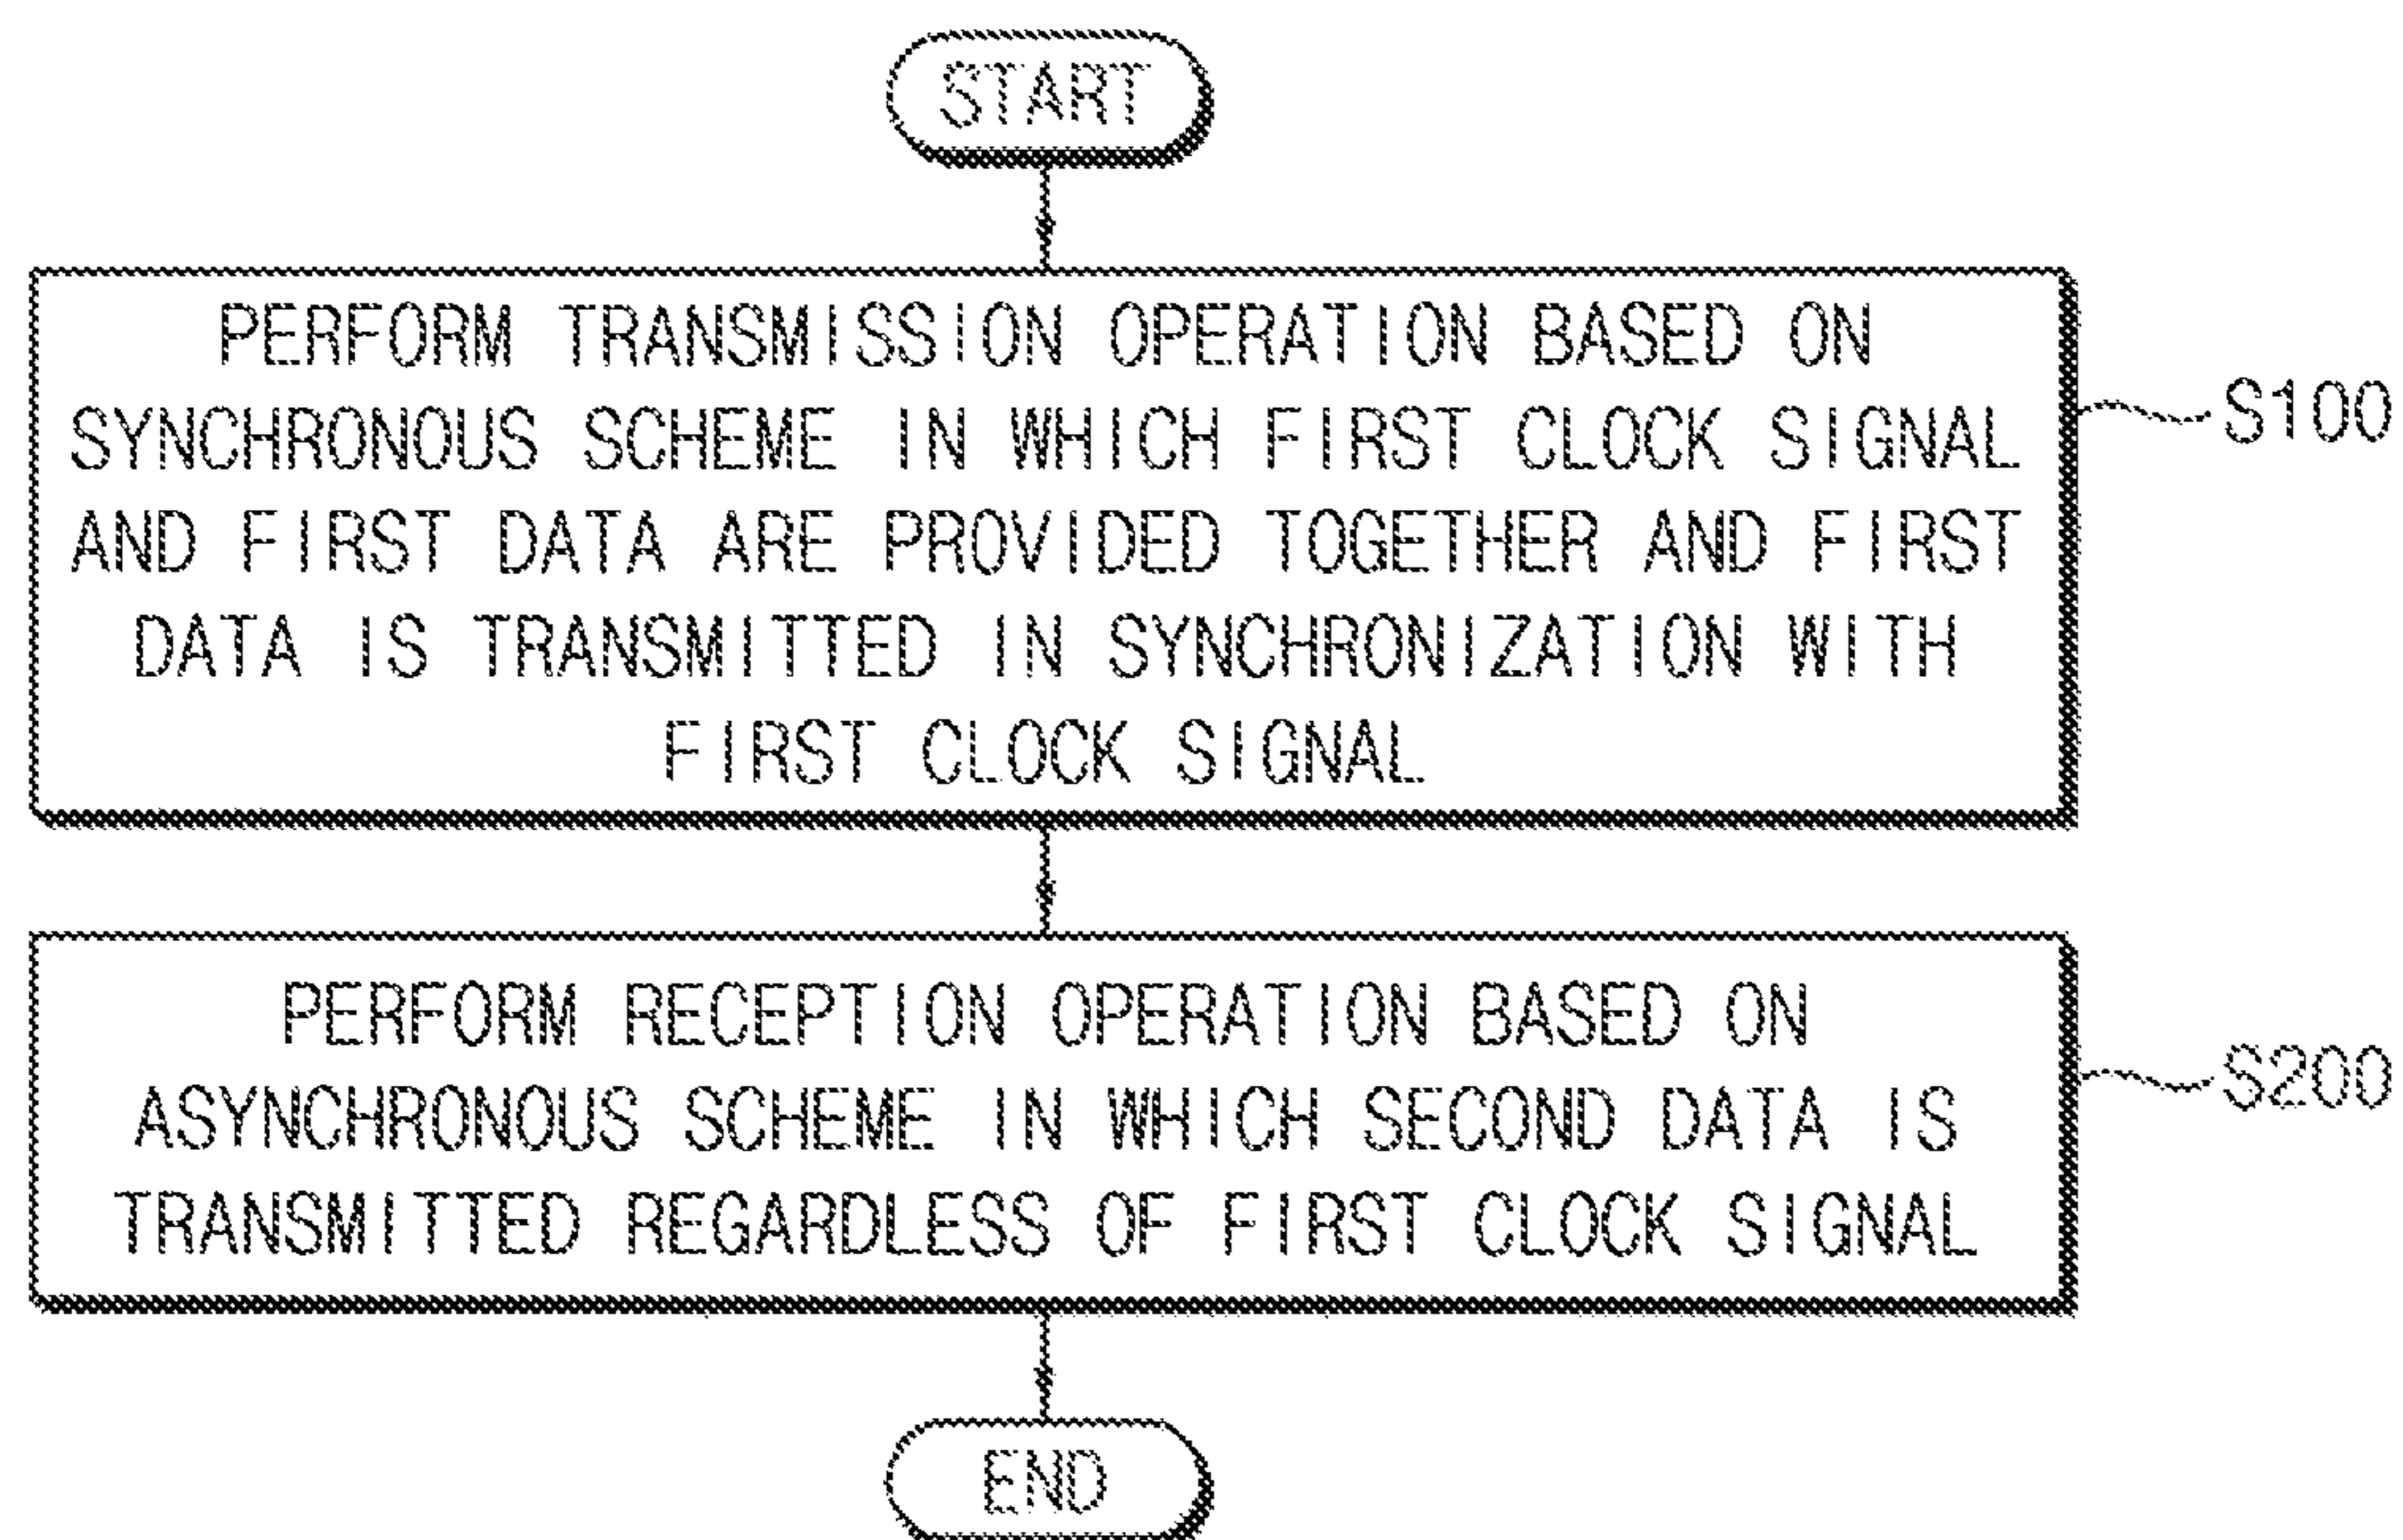 START
PERFORM TRANSMISSION OPERATION BASED ON
SYNCHRONOUS SCHEME IN WHICH FIRST CLOCK SIGNAL
AND FIRST DATA ARE PROVIDED TOGETHER AND FIRST
DATA IS TRANSMITTED IN SYNCHRONIZATION WITH
FIRST CLOCK SIGNAL
S100
PERFORM RECEPTION OPERATION BASED ON
ASYNCHRONOUS SCHEME IN WHICH SECOND DATA IS
TRANSMITTED REGARDLESS OF FIRST CLOCK SIGNAL
S200
END